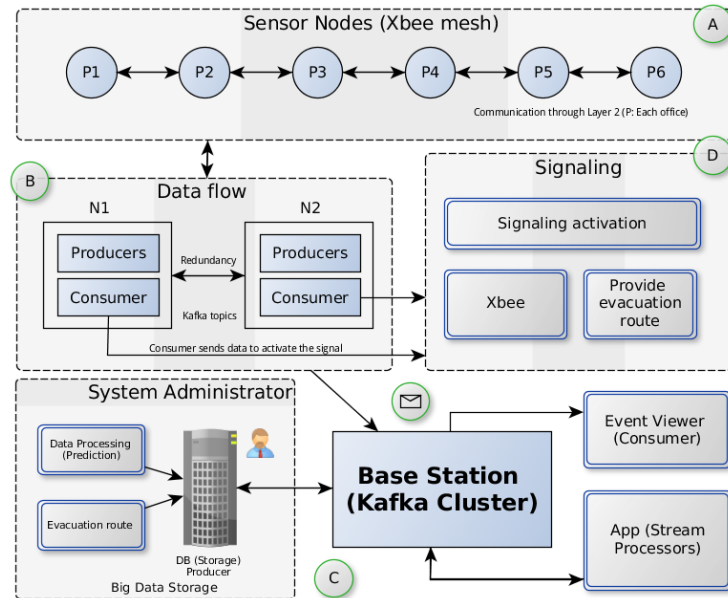 Sensor Nodes (Xbee mesh)
A
P1
P2
P3
P4
P5
P6
Communication through Layer 2 (P: Each office)
B
Data flow
N1
N2
Producers
Consumer
Redundancy
Kafka topics
Producers
Consumer
Consumer sends data to activate the signal
D
Signaling
Signaling activation
Xbee
Provide
evacuation
route
System Administrator
Data Processing
(Prediction)
Evacuation route
DB (Storage)
Producer
Big Data Storage
C
Base Station
(Kafka Cluster)
Event Viewer
(Consumer)
App (Stream
Processors)